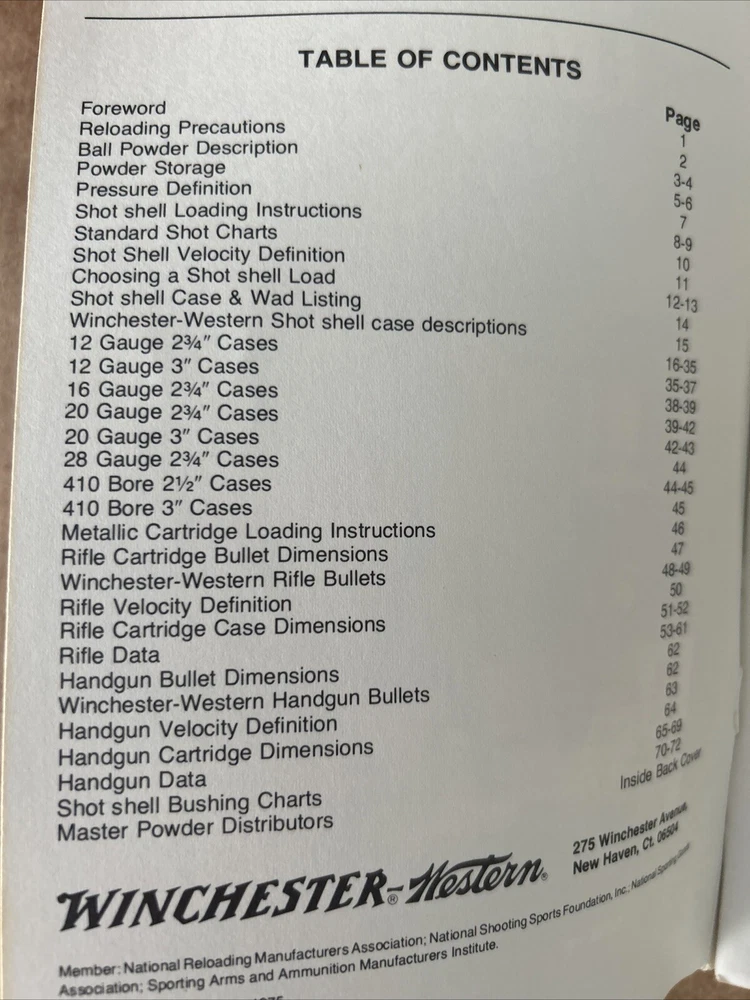 TABLE OF CONTENTS
Page
Foreword 1
Reloading Precautions 2
Ball Powder Description 3-4
Powder Storage 5-6
Pressure Definition 7
Shot shell Loading Instructions 8-9
Standard Shot Charts 10
Shot Shell Velocity Definition 11
Choosing a Shot shell Load 12-13
Shot shell Case & Wad Listing 14
Winchester-Western Shot shell case descriptions 15
12 Gauge 2¾" Cases 16-35
12 Gauge 3" Cases 35-37
16 Gauge 2¾" Cases 38-39
20 Gauge 2¾" Cases 39-42
20 Gauge 3" Cases 42-43
28 Gauge 2¾" Cases 44
410 Bore 2½" Cases 44-45
410 Bore 3" Cases 45
Metallic Cartridge Loading Instructions 46
Rifle Cartridge Bullet Dimensions 47
Winchester-Western Rifle Bullets 48-49
Rifle Velocity Definition 50
Rifle Cartridge Case Dimensions 51-52
Rifle Data 53-61
Handgun Bullet Dimensions 62
Winchester-Western Handgun Bullets 62
Handgun Velocity Definition 63
Handgun Cartridge Dimensions 64
Handgun Data 65-69
Shot shell Bushing Charts 70-72
Master Powder Distributors Inside Back Cover
WINCHESTER®-Western®
275 Winchester Avenue,
New Haven, Ct. 06504
Member: National Reloading Manufacturers Association; National Shooting Sports Foundation, Inc.; National Sporting Goods
Association; Sporting Arms and Ammunition Manufacturers Institute.